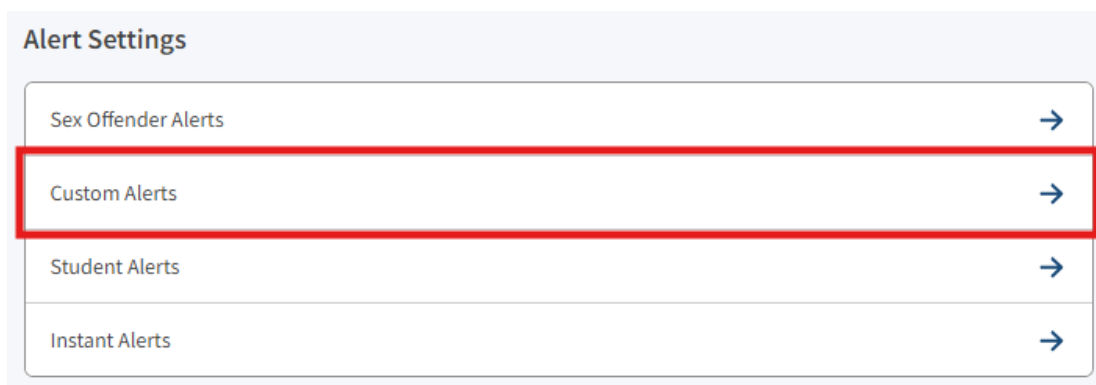 Alert Settings
Sex Offender Alerts
Custom Alerts
Student Alerts
Instant Alerts